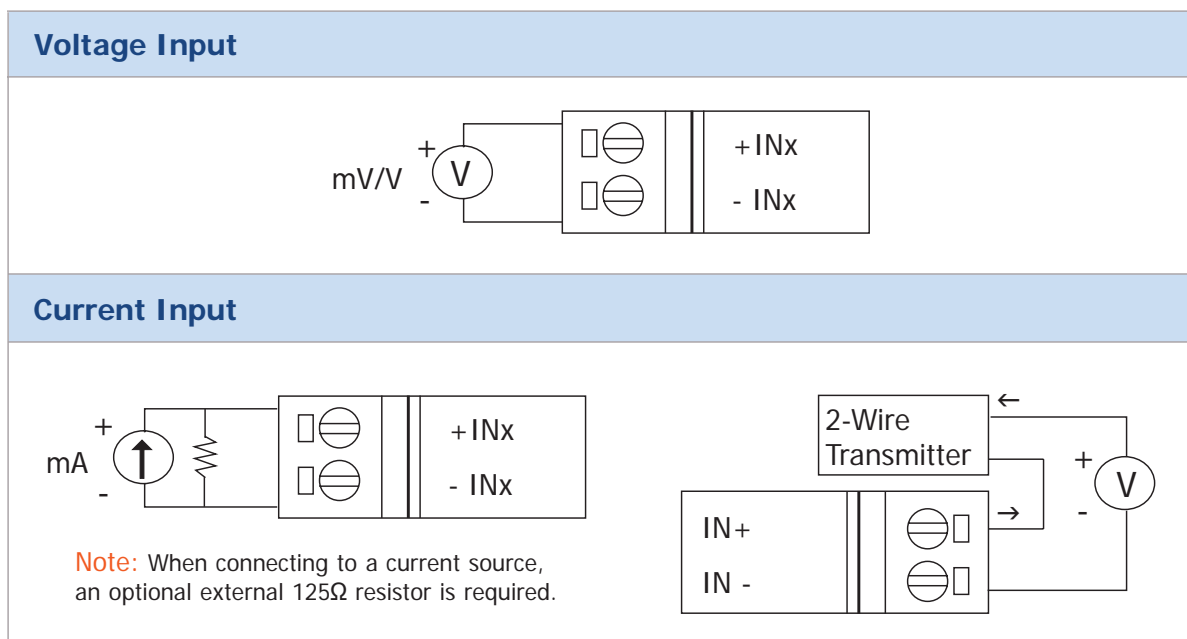 Voltage Input
mV/V
+
V
-
+INx
- INx
Current Input
mA
+
-
+INx
- INx
Note: When connecting to a current source,
an optional external 125Ω resistor is required.
2-Wire
Transmitter
←
+
V
-
→
IN+
IN -